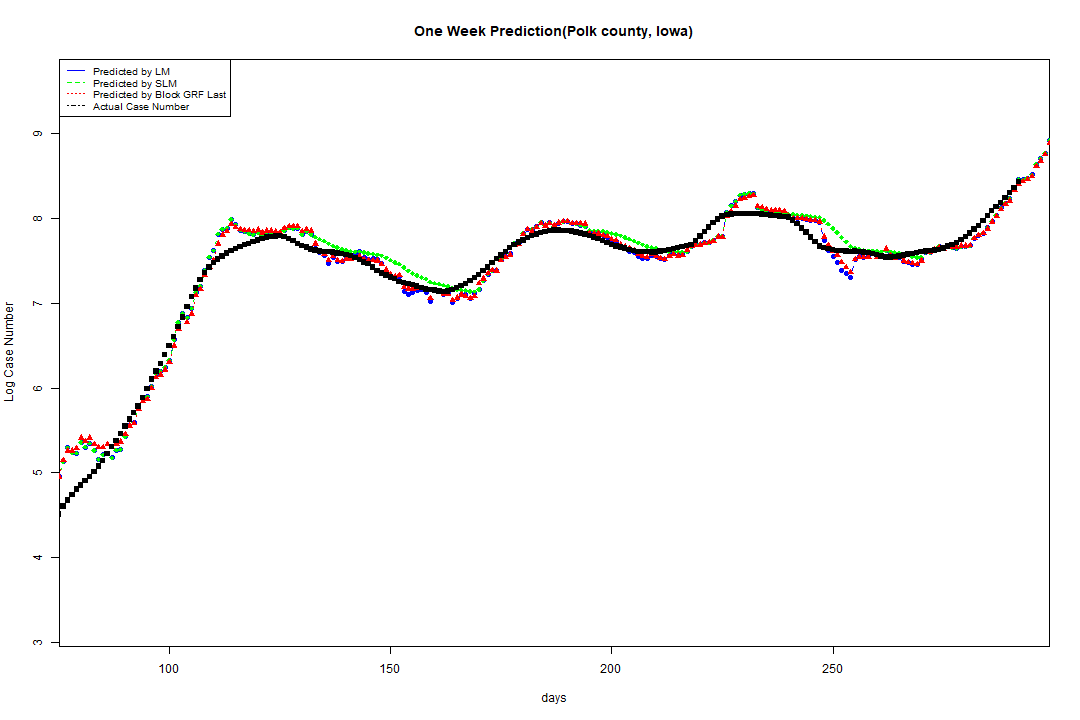 One Week Prediction(Polk county, Iowa)
Predicted by LM
Predicted by SLM
Predicted by Block GRF Last
Actual Case Number
9
8
7
6
5
4
3
Log Case Number
100 150 200 250
days